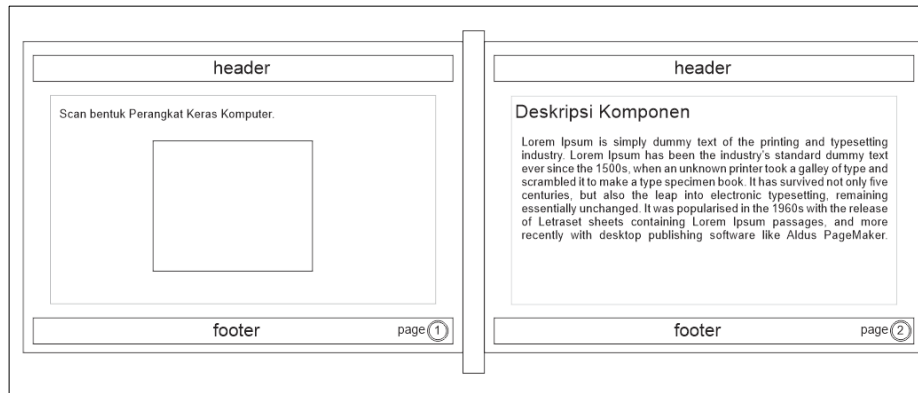 header
Scan bentuk Perangkat Keras Komputer.
footer
page 1
header
Deskripsi Komponen
Lorem Ipsum is simply dummy text of the printing and typesetting
industry. Lorem Ipsum has been the industry's standard dummy text
ever since the 1500s, when an unknown printer took a galley of type and
scrambled it to make a type specimen book. It has survived not only five
centuries, but also the leap into electronic typesetting, remaining
essentially unchanged. It was popularised in the 1960s with the release
of Letraset sheets containing Lorem Ipsum passages, and more
recently with desktop publishing software like Aldus PageMaker.
footer
page 2